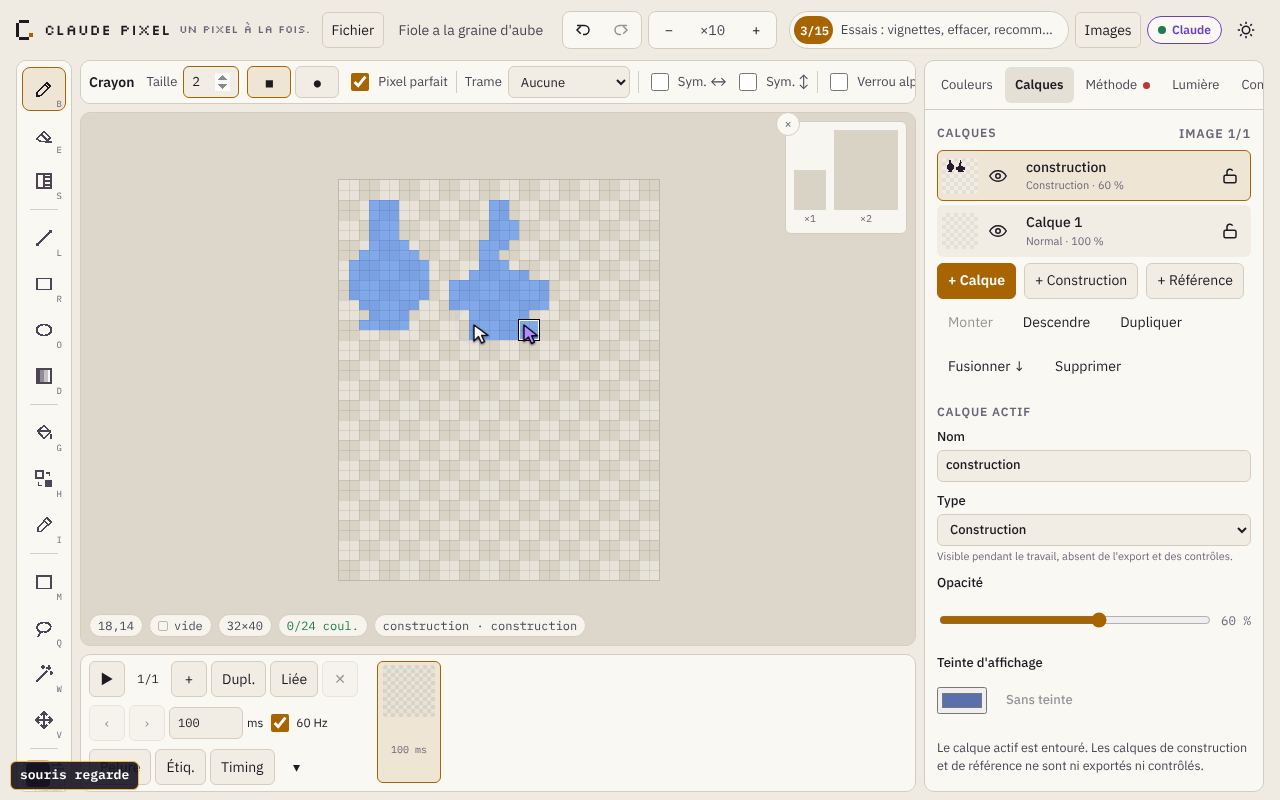 CLAUDE PIXEL UN PIXEL À LA FOIS. Fichier Fiole a la graine d'aube − ×10 + 3/15 Essais : vignettes, effacer, recomm… Images Claude
Crayon Taille 2 Pixel parfait Trame Aucune Sym. ↔ Sym. ↕ Verrou alp
Couleurs Calques Méthode Lumière Con
B
E
S
L
R
O
D
G
H
I
M
Q
W
V
×
×1 ×2
CALQUES IMAGE 1/1
construction
Construction · 60 %
Calque 1
Normal · 100 %
+ Calque + Construction + Référence
Monter Descendre Dupliquer
Fusionner ↓ Supprimer
CALQUE ACTIF
Nom
construction
Type
Construction
Visible pendant le travail, absent de l'export et des contrôles.
Opacité
60 %
Teinte d'affichage
Sans teinte
Le calque actif est entouré. Les calques de construction
et de référence ne sont ni exportés ni contrôlés.
18,14 vide 32×40 0/24 coul. construction · construction
1/1 + Dupl. Liée ×
‹ › 100 ms 60 Hz
100 ms
Étiq. Timing ▼
souris regarde